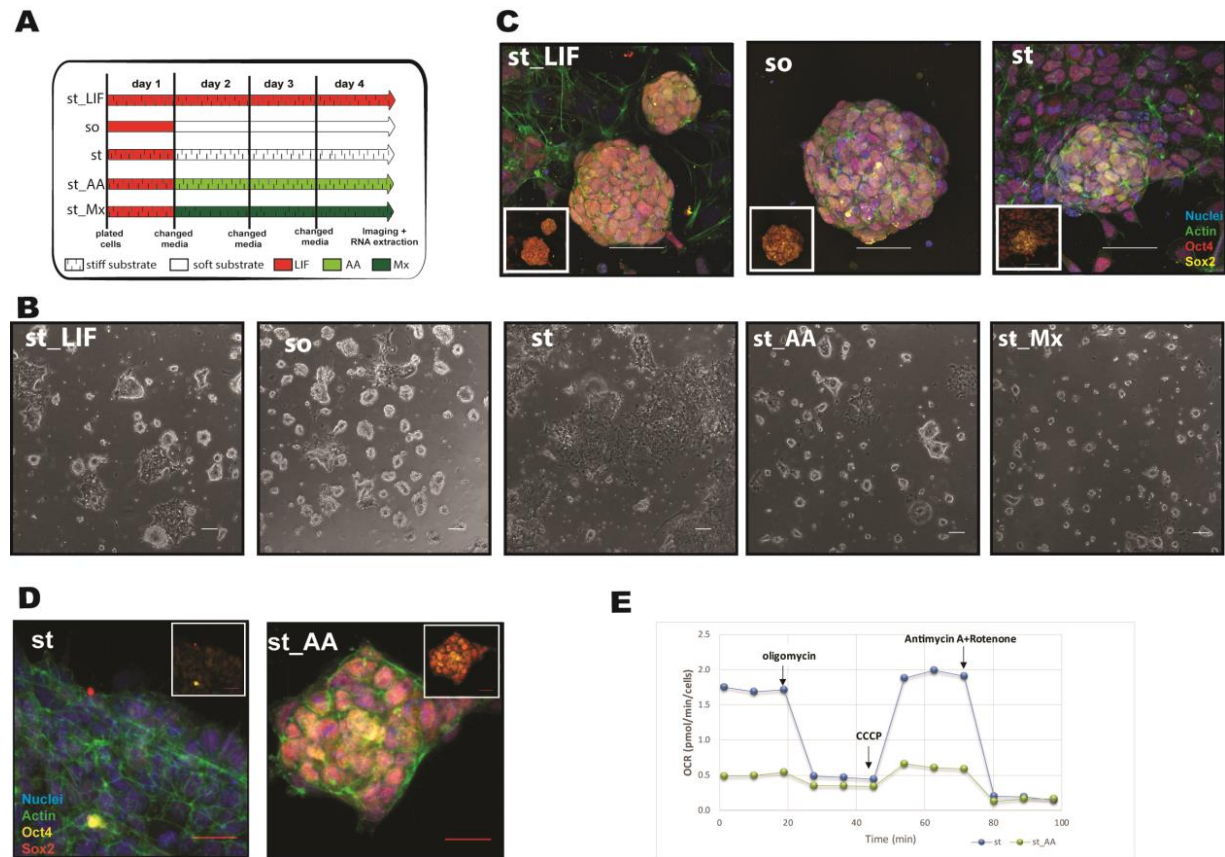 A
day 1 day 2 day 3 day 4
st_LIF
so
st
st_AA
st_Mx
plated cells
changed media
changed media
changed media
Imaging + RNA extraction
stiff substrate soft substrate LIF AA Mx
C
st_LIF
so
st
Nuclei
Actin
Oct4
Sox2
B
st_LIF
so
st
st_AA
st_Mx
D
st
Nuclei
Actin
Oct4
Sox2
st_AA
E
OCR (pmol/min/cells)
2.5
2.0
1.5
1.0
0.5
0.0
oligomycin
CCCP
Antimycin A+Rotenone
0 20 40 60 80 100
Time (min)
st st_AA